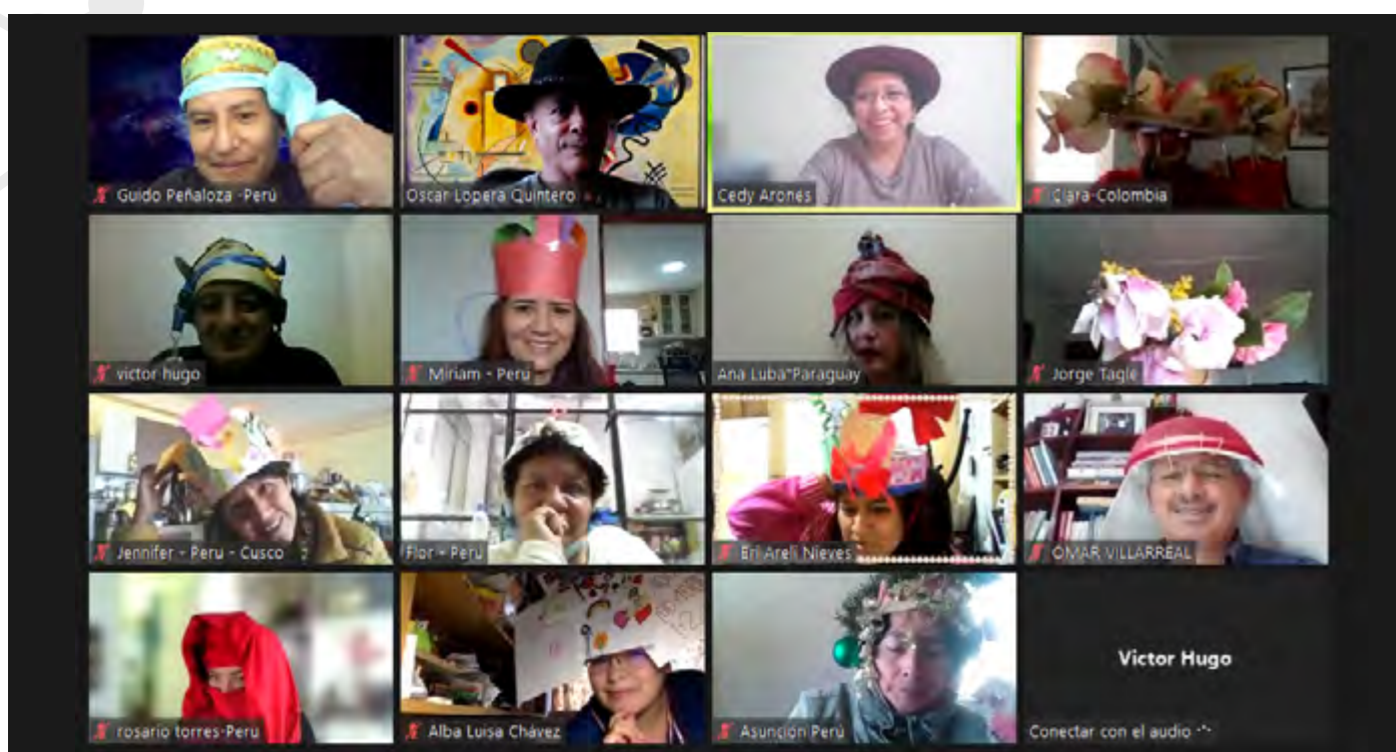 Guido Peñaloza -Perú
Oscar Lopera Quintero
Cedy Arones
Clara-Colombia
victor hugo
Miriam - Perú
Ana Luba*Paraguay
Jorge Tagle
Jennifer - Peru - Cusco
Flor - Perú
Eri Areli Nieves
OMAR VILLARREAL
rosario torres-Peru
Alba Luisa Chávez
Asunción Perú
Victor Hugo
Conectar con el audio